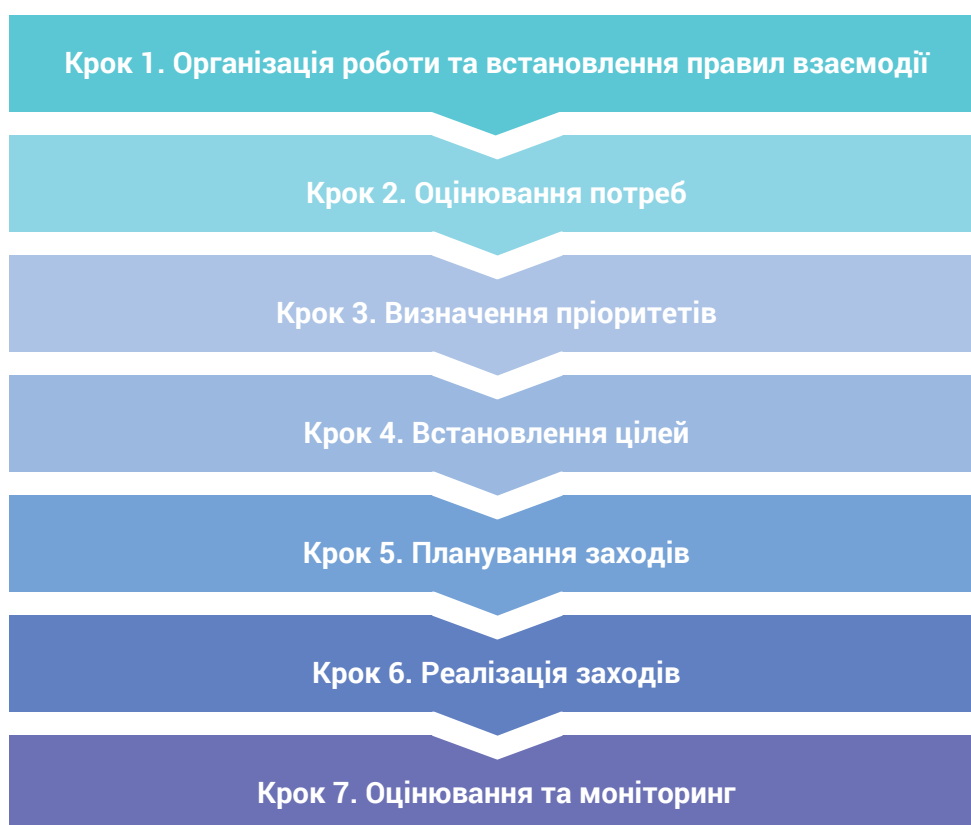 Крок 1. Організація роботи та встановлення правил взаємодії
Крок 2. Оцінювання потреб
Крок 3. Визначення пріоритетів
Крок 4. Встановлення цілей
Крок 5. Планування заходів
Крок 6. Реалізація заходів
Крок 7. Оцінювання та моніторинг